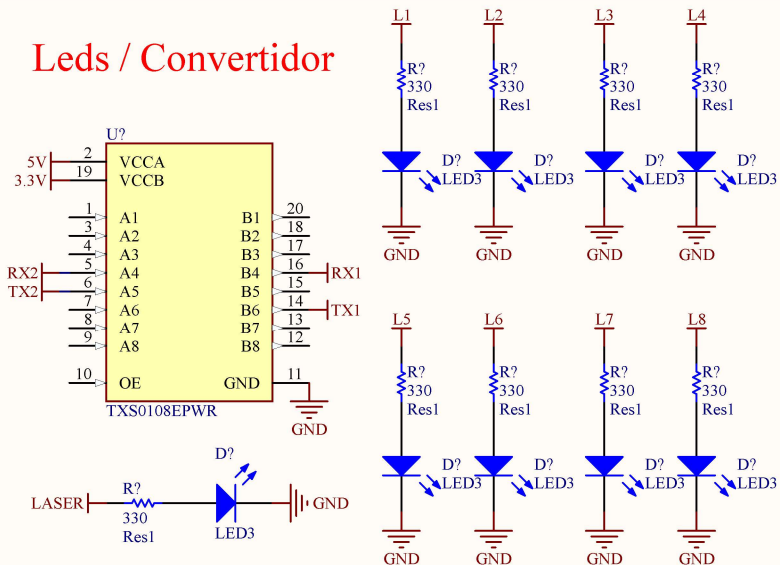 Leds / Convertidor
L1 L2 L3 L4
R? R? R? R?
330 330 330 330
Res1 Res1 Res1 Res1
D? D? D? D?
LED3 LED3 LED3 LED3
GND GND GND GND
U?
5V 2 VCCA
3.3V 19 VCCB
1 A1 B1 20
3 A2 B2 18
4 A3 B3 17
RX2 5 A4 B4 16 RX1
TX2 6 A5 B5 15
7 A6 B6 14 TX1
8 A7 B7 13
9 A8 B8 12
10 OE GND 11
TXS0108EPWR
GND
L5 L6 L7 L8
R? R? R? R?
330 330 330 330
Res1 Res1 Res1 Res1
D? D? D? D?
LED3 LED3 LED3 LED3
GND GND GND GND
D?
LASER R? GND
330 LED3
Res1